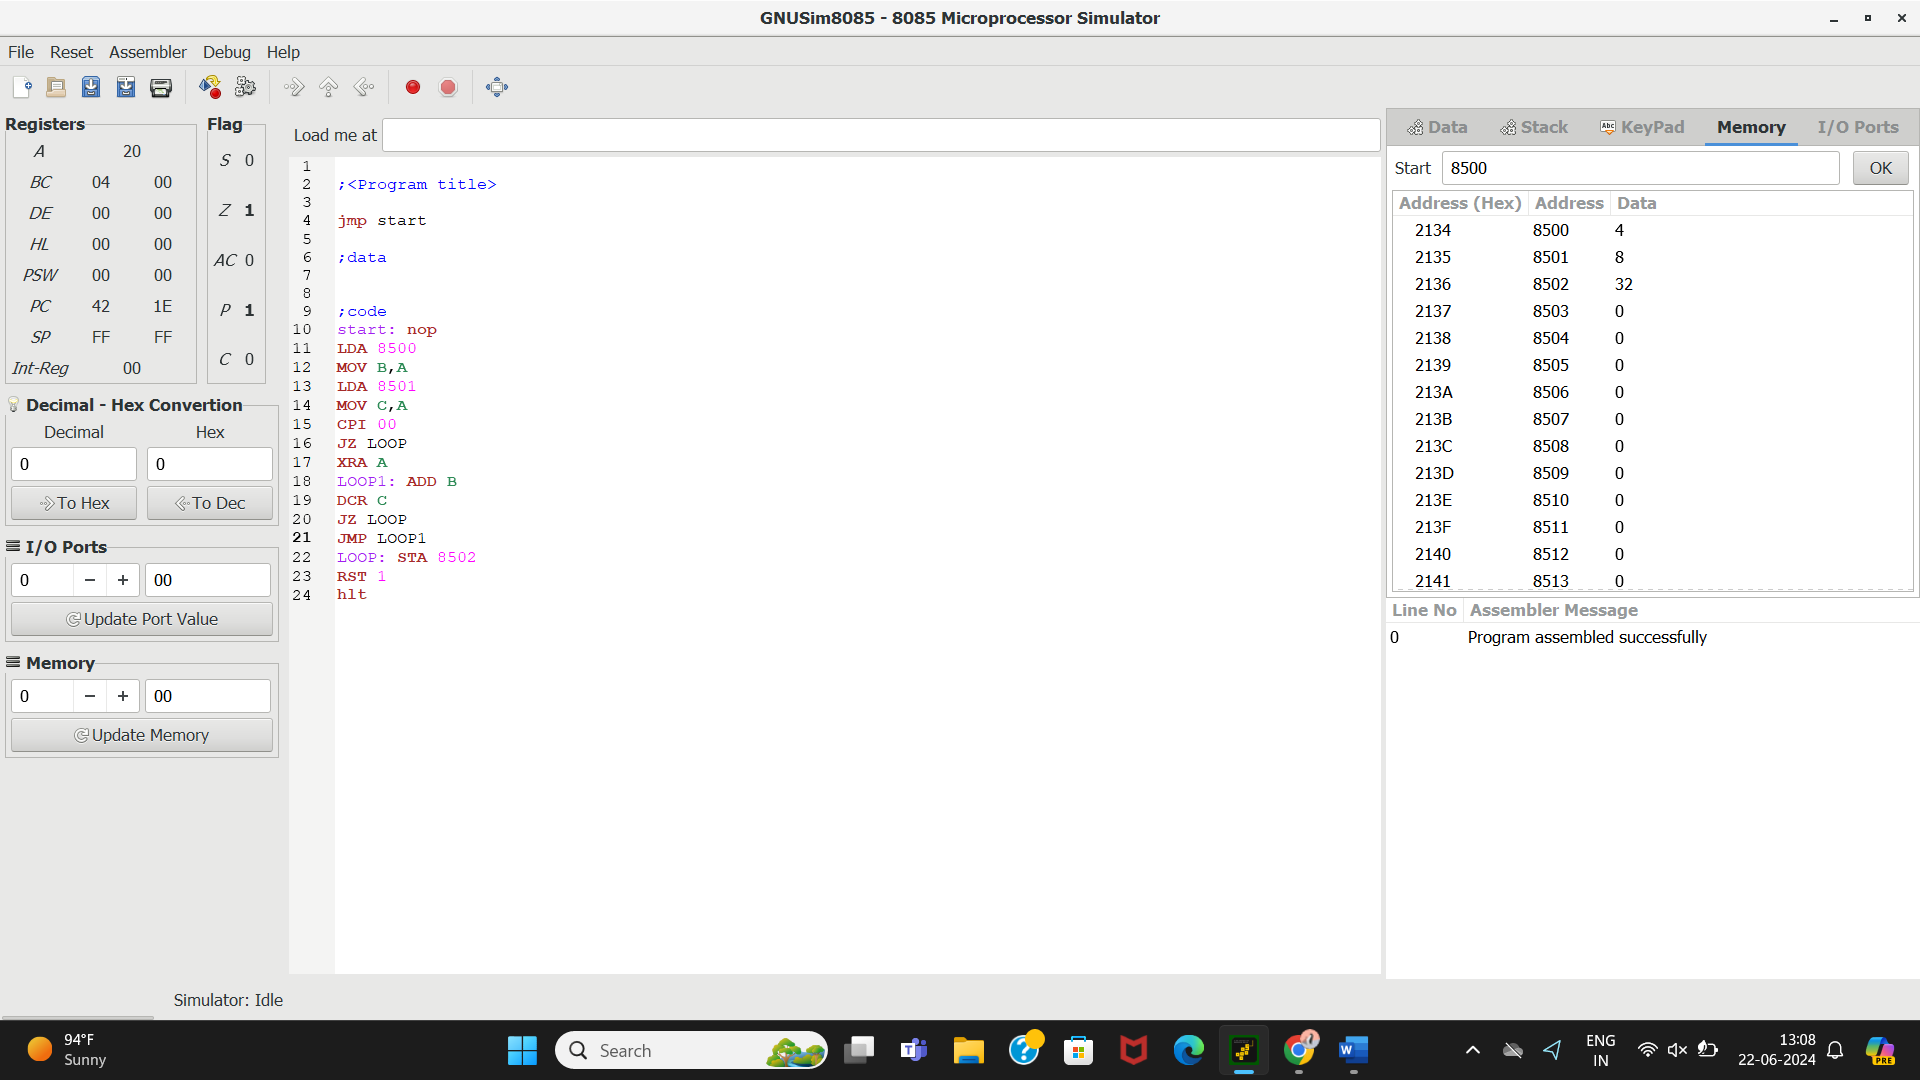 GNUSim8085 - 8085 Microprocessor Simulator
File Reset Assembler Debug Help
Registers
A 20
BC 04 00
DE 00 00
HL 00 00
PSW 00 00
PC 42 1E
SP FF FF
Int-Reg 00
Flag
S 0
Z 1
AC 0
P 1
C 0
Decimal - Hex Convertion
Decimal Hex
0 0
To Hex To Dec
I/O Ports
0 − + 00
Update Port Value
Memory
0 − + 00
Update Memory
Load me at
1
2 ;<Program title>
3
4 jmp start
5
6 ;data
7
8
9 ;code
10 start: nop
11 LDA 8500
12 MOV B,A
13 LDA 8501
14 MOV C,A
15 CPI 00
16 JZ LOOP
17 XRA A
18 LOOP1: ADD B
19 DCR C
20 JZ LOOP
21 JMP LOOP1
22 LOOP: STA 8502
23 RST 1
24 hlt
Data Stack Abc KeyPad Memory I/O Ports
Start 8500 OK
Address (Hex) Address Data
2134 8500 4
2135 8501 8
2136 8502 32
2137 8503 0
2138 8504 0
2139 8505 0
213A 8506 0
213B 8507 0
213C 8508 0
213D 8509 0
213E 8510 0
213F 8511 0
2140 8512 0
2141 8513 0
Line No Assembler Message
0 Program assembled successfully
Simulator: Idle
94°F
Sunny
Search
ENG
IN
13:08
22-06-2024
PRE